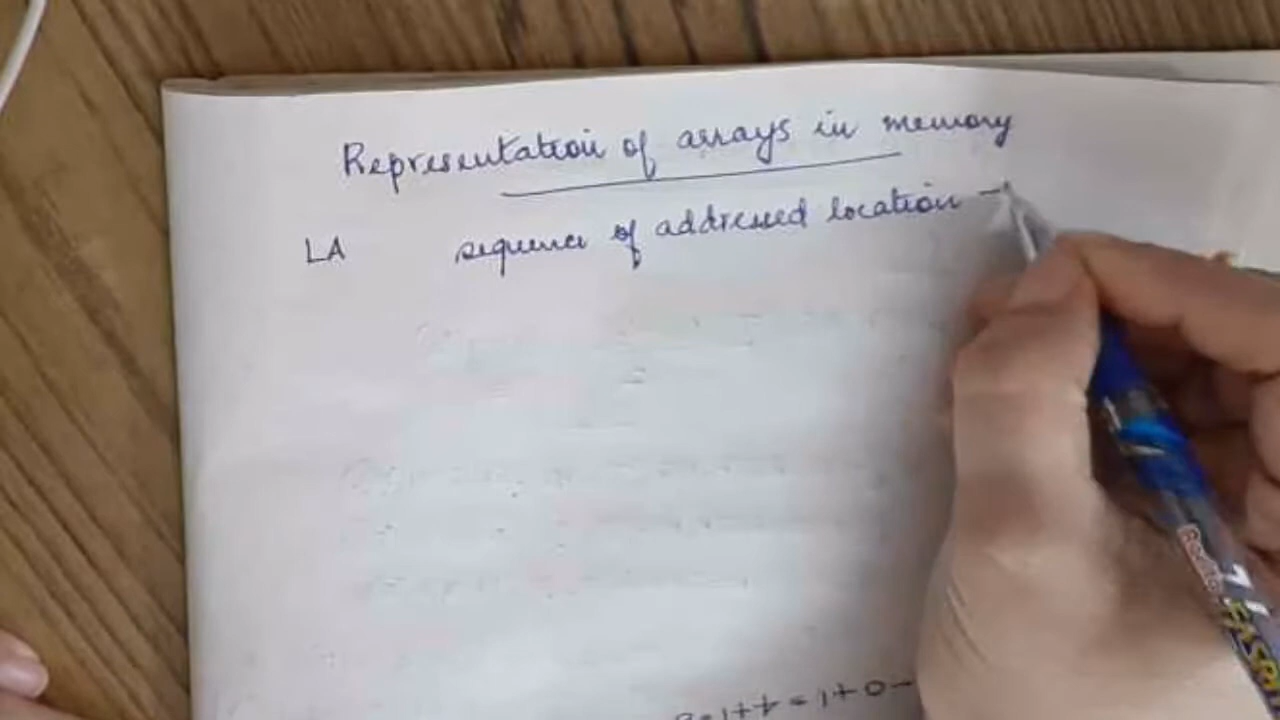 Representation of arrays in memory
LA sequence of addressed location -